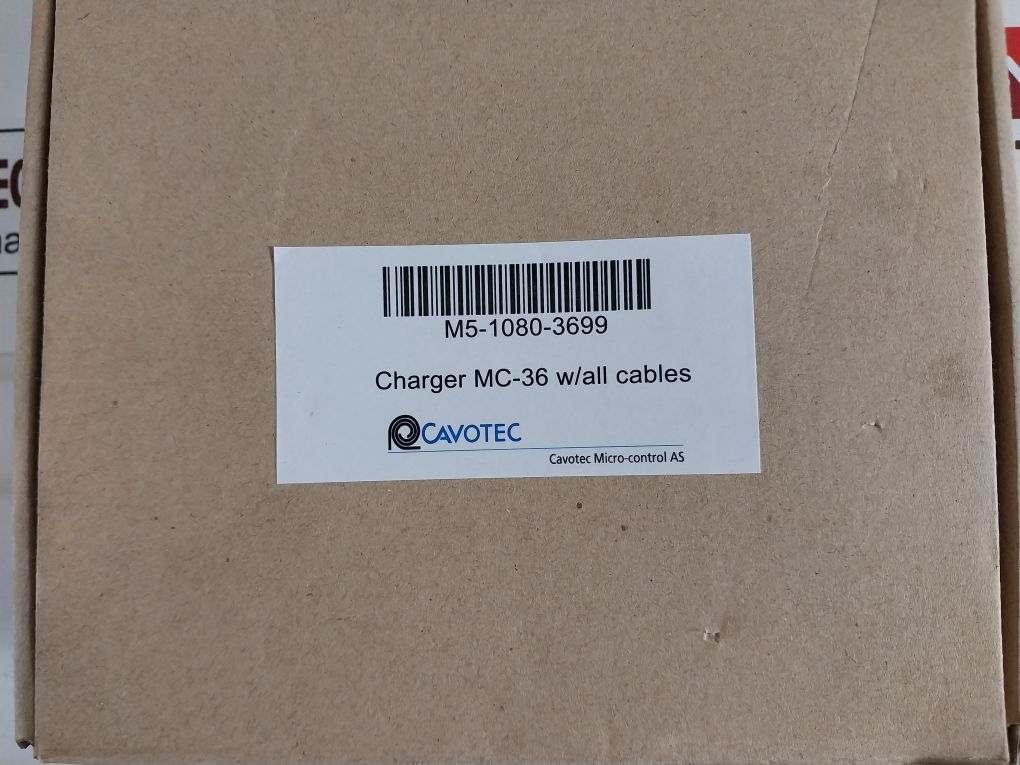 M5-1080-3699
Charger MC-36 w/all cables
CAVOTEC
Cavotec Micro-control AS